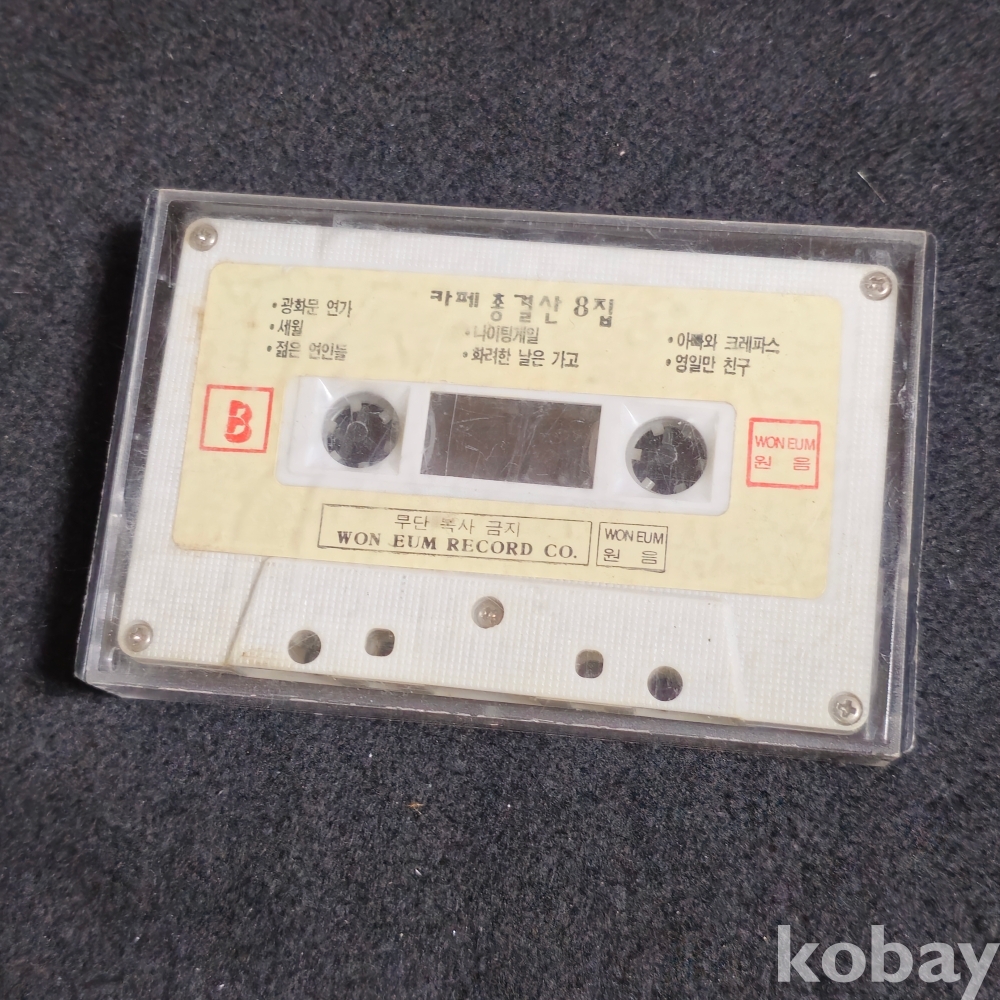 카페 총결산 8집
• 광화문 연가
• 세월
• 젊은 연인들
• 나이팅게일
• 화려한 날은 가고
• 아빠와 크레파스
• 영일만 친구
B
WON EUM
원 음
무단 복사 금지
WON EUM RECORD CO.
WON EUM
원 음
kobay